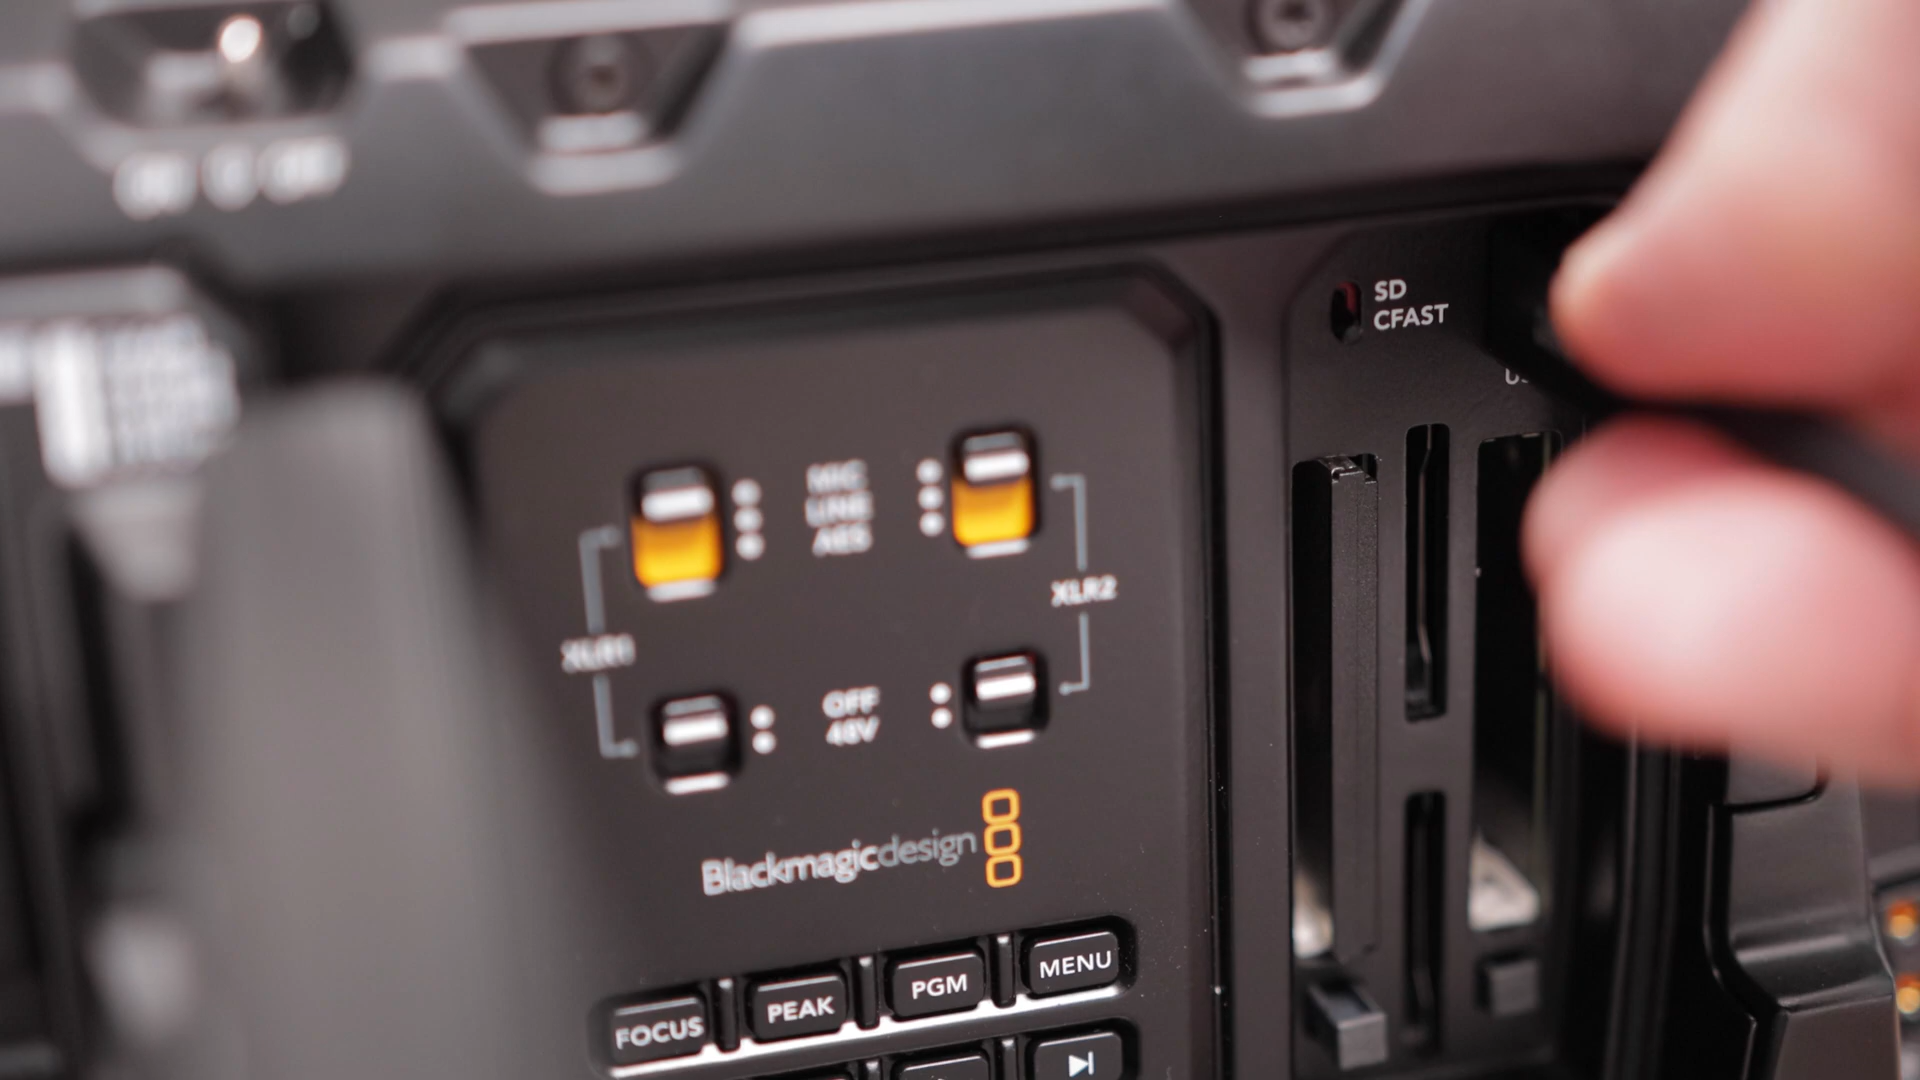 SD
CFAST
MIC
LINE
AES
XLR2
XLR1
OFF
48V
Blackmagicdesign
FOCUS
PEAK
PGM
MENU